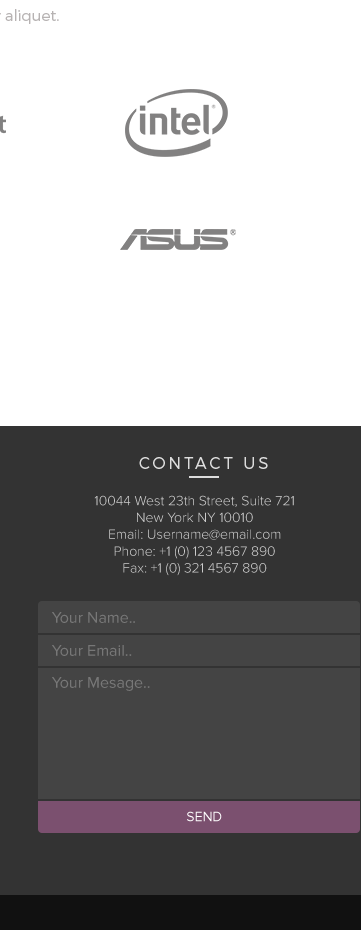 aliquet.
t
intel®
ASUS®
CONTACT US
10044 West 23th Street, Suite 721
New York NY 10010
Email: Username@email.com
Phone: +1 (0) 123 4567 890
Fax: +1 (0) 321 4567 890
Your Name..
Your Email..
Your Mesage..
SEND